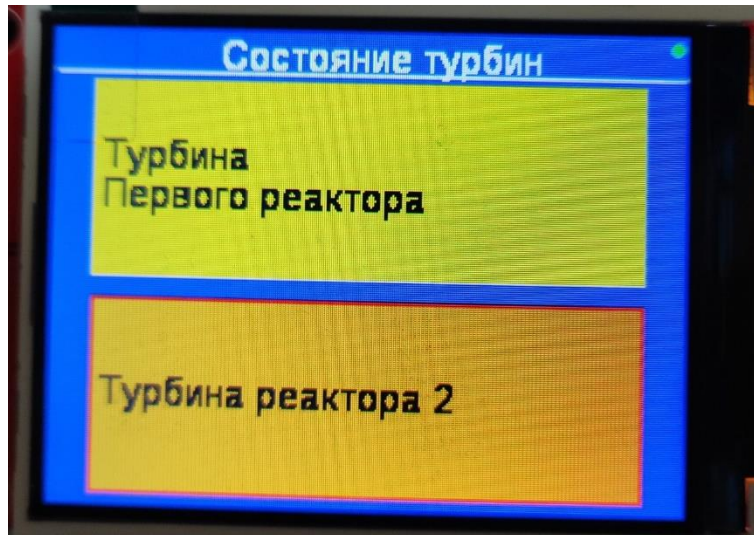 Состояние турбин
Турбина
Первого реактора
Турбина реактора 2